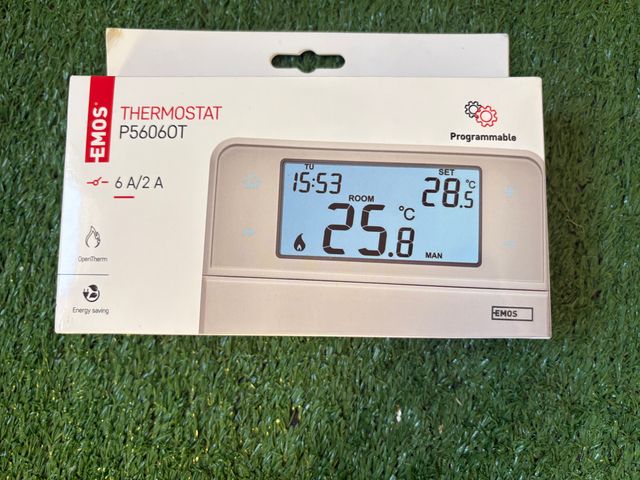 EMOS®
THERMOSTAT
P5606OT
6 A/2 A
OpenTherm
Energy saving
Programmable
TU
15:53
SET
28.5 °C
ROOM
25.8 °C
MAN
EMOS